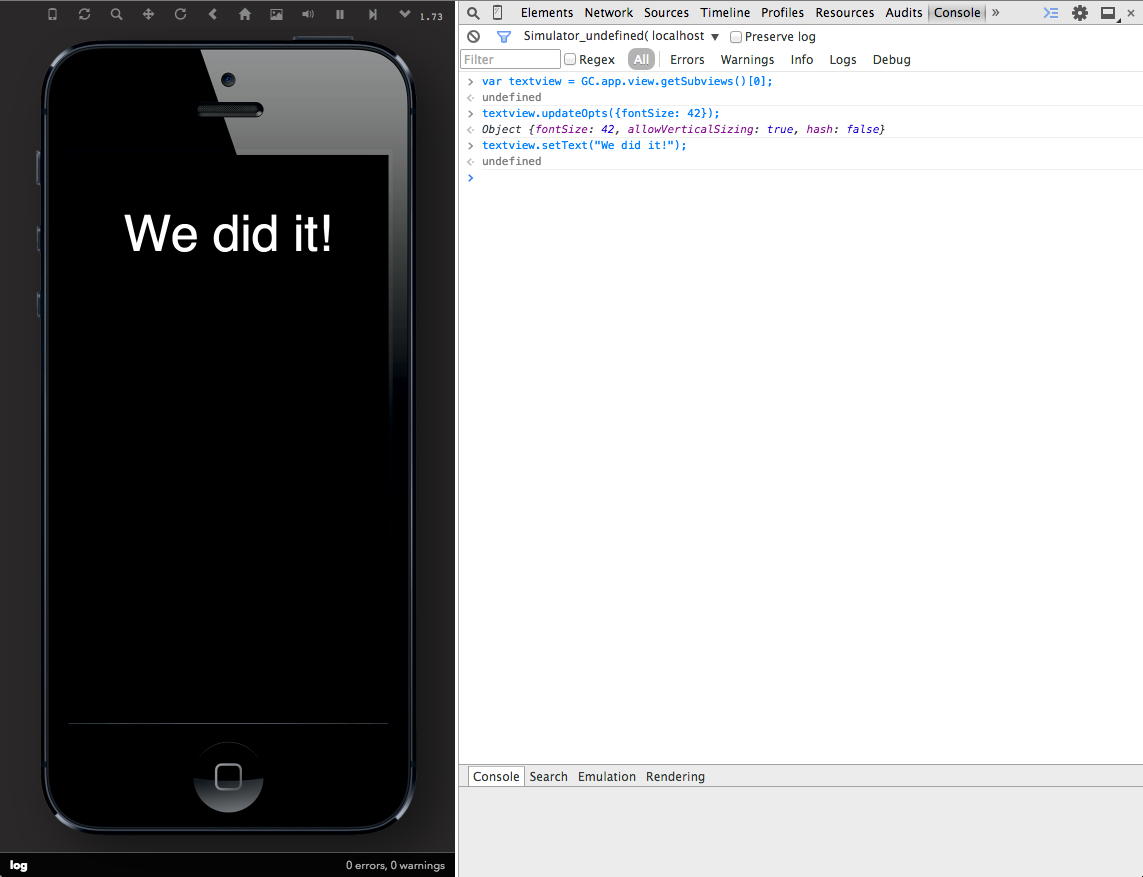 1.73
We did it!
log
0 errors, 0 warnings
Elements Network Sources Timeline Profiles Resources Audits Console »
Simulator_undefined( localhost ▼ Preserve log
Filter Regex All Errors Warnings Info Logs Debug
> var textview = GC.app.view.getSubviews()[0];
undefined
> textview.updateOpts({fontSize: 42});
Object {fontSize: 42, allowVerticalSizing: true, hash: false}
> textview.setText("We did it!");
undefined
>
Console Search Emulation Rendering